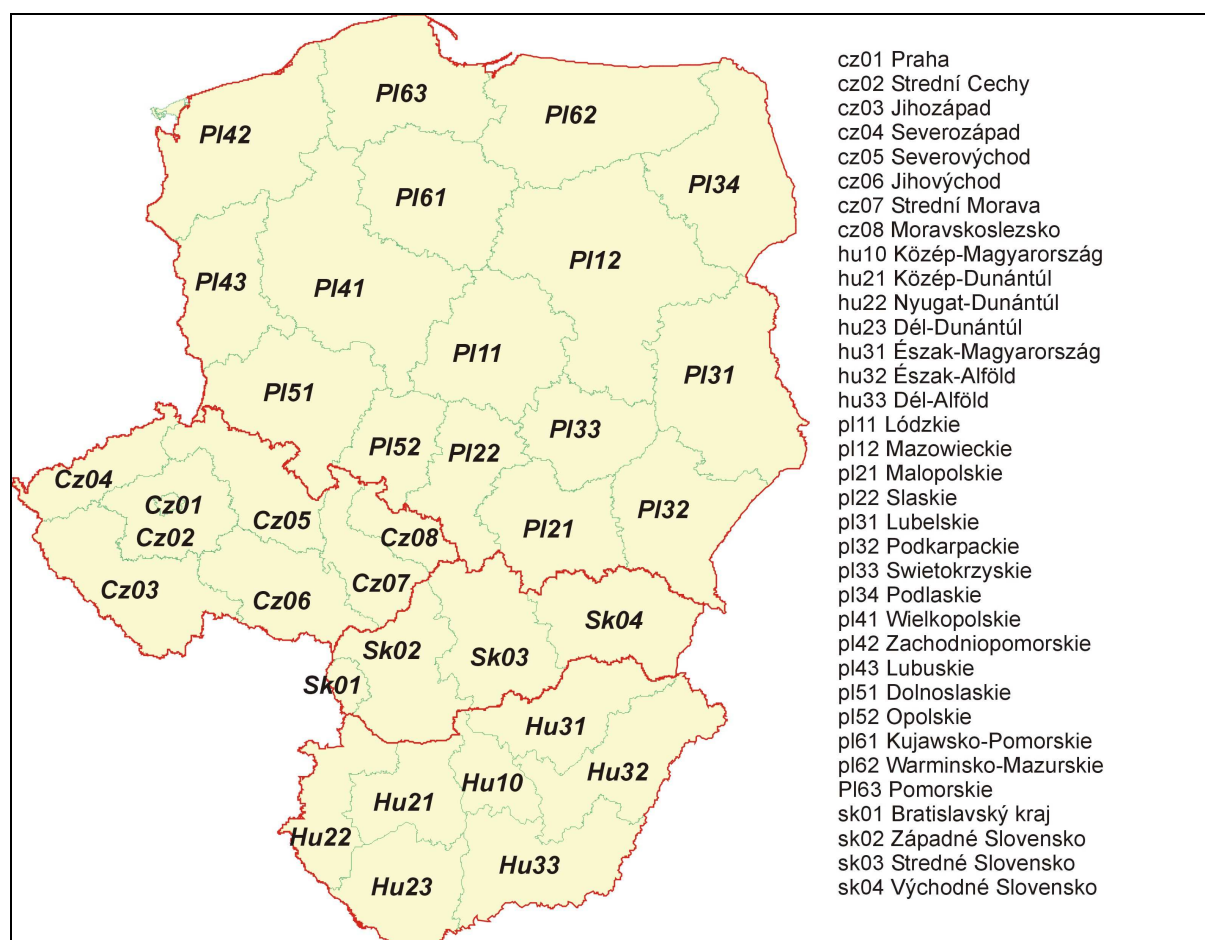 Pl63
Pl62
Pl42
Pl34
Pl61
Pl12
Pl43
Pl41
Pl11
Pl31
Pl51
Pl33
Pl52
Pl22
Cz04
Cz01
Pl32
Cz05
Pl21
Cz02
Cz08
Cz07
Cz03
Cz06
Sk04
Sk02
Sk03
Sk01
Hu31
Hu32
Hu10
Hu21
Hu22
Hu33
Hu23
cz01 Praha
cz02 Strední Cechy
cz03 Jihozápad
cz04 Severozápad
cz05 Severovýchod
cz06 Jihovýchod
cz07 Strední Morava
cz08 Moravskoslezsko
hu10 Közép-Magyarország
hu21 Közép-Dunántúl
hu22 Nyugat-Dunántúl
hu23 Dél-Dunántúl
hu31 Észak-Magyarország
hu32 Észak-Alföld
hu33 Dél-Alföld
pl11 Lódzkie
pl12 Mazowieckie
pl21 Malopolskie
pl22 Slaskie
pl31 Lubelskie
pl32 Podkarpackie
pl33 Swietokrzyskie
pl34 Podlaskie
pl41 Wielkopolskie
pl42 Zachodniopomorskie
pl43 Lubuskie
pl51 Dolnoslaskie
pl52 Opolskie
pl61 Kujawsko-Pomorskie
pl62 Warminsko-Mazurskie
Pl63 Pomorskie
sk01 Bratislavský kraj
sk02 Západné Slovensko
sk03 Stredné Slovensko
sk04 Východné Slovensko